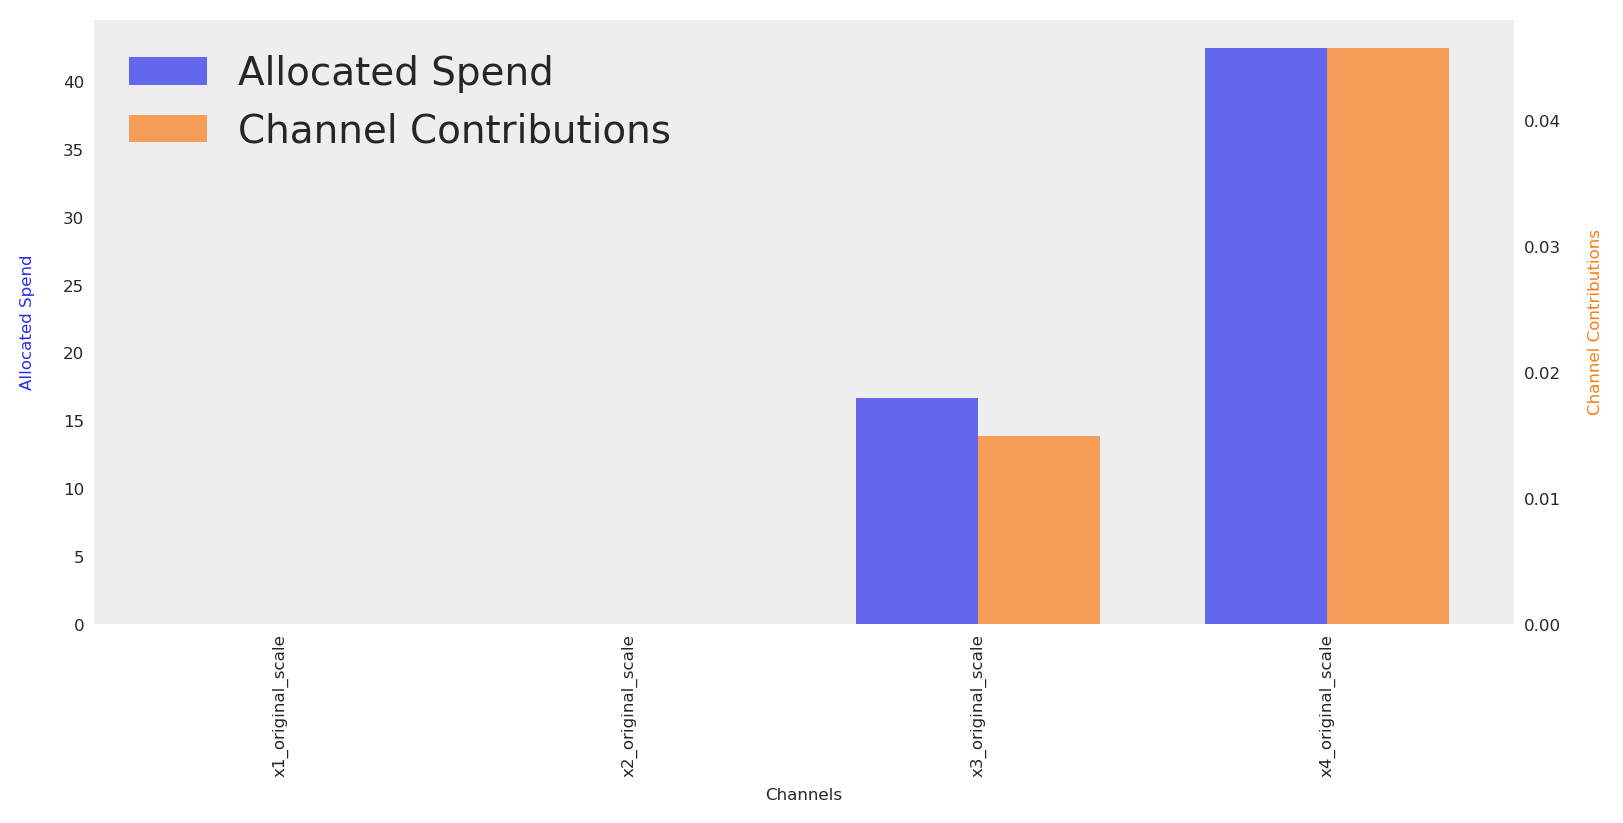 Allocated Spend
Channel Contributions
40
35
30
25
20
15
10
5
0
Allocated Spend
0.04
0.03
0.02
0.01
0.00
Channel Contributions
x1_original_scale
x2_original_scale
x3_original_scale
x4_original_scale
Channels